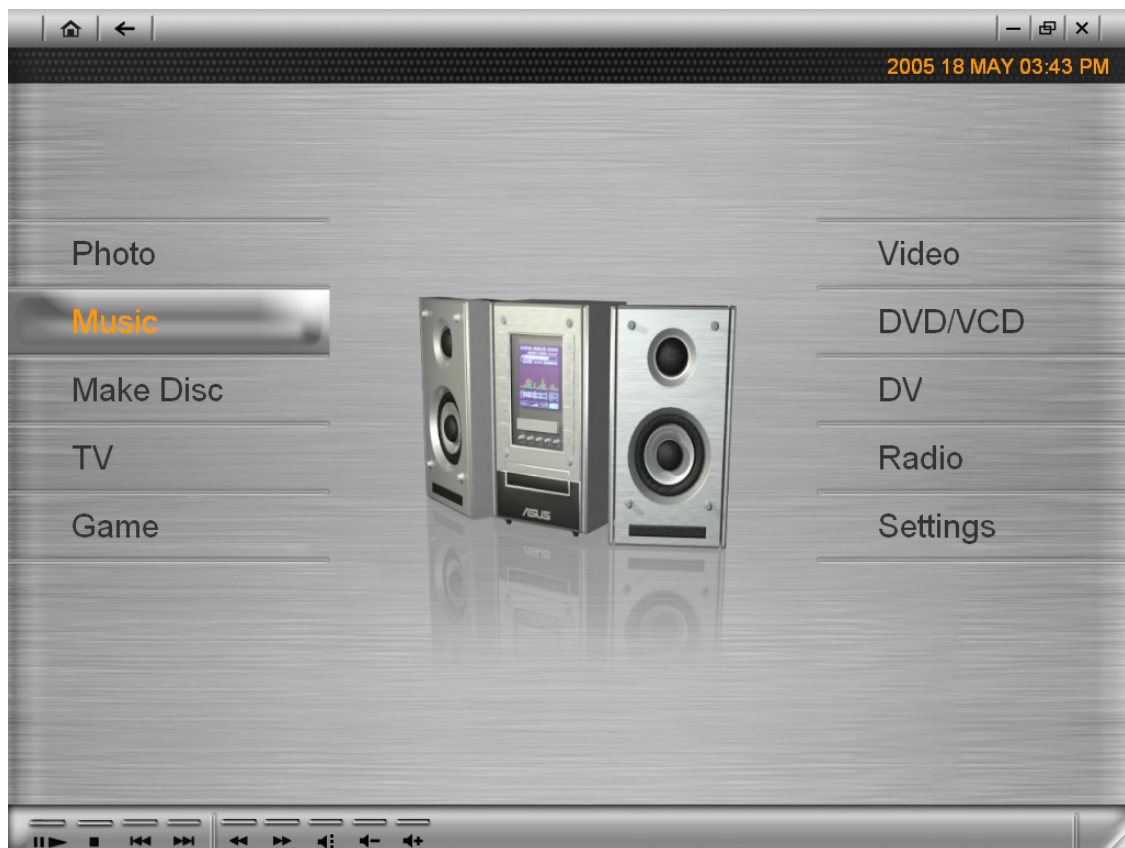 2005 18 MAY 03:43 PM
Photo
Music
Make Disc
TV
Game
Video
DVD/VCD
DV
Radio
Settings
ASUS